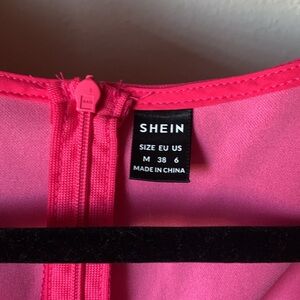 SHEIN
SIZE EU US
M 38 6
MADE IN CHINA